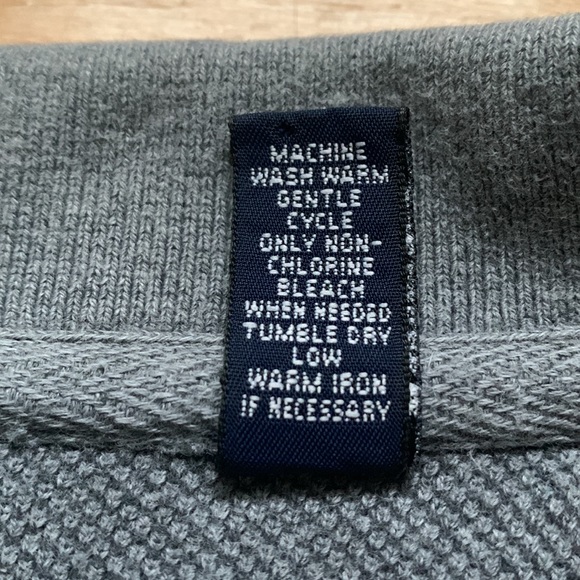 MACHINE
WASH WARM
GENTLE
CYCLE
ONLY NON-
CHLORINE
BLEACH
WHEN NEEDED
TUMBLE DRY
LOW
WARM IRON
IF NECESSARY